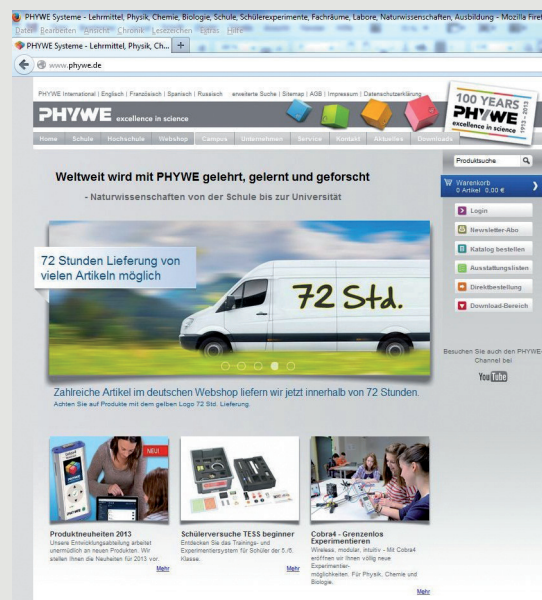 PHYWE Systeme - Lehrmittel, Physik, Chemie, Biologie, Schule, Schülerexperimente, Fachräume, Labore, Naturwissenschaften, Ausbildung - Mozilla Firef
Datei Bearbeiten Ansicht Chronik Lesezeichen Extras Hilfe
PHYWE Systeme - Lehrmittel, Physik, Ch... +
www.phywe.de
PHYWE International | Englisch | Französisch | Spanisch | Russisch erweiterte Suche | Sitemap | AGB | Impressum | Datenschutzerklärung
100 YEARS
PHYWE
excellence in science
1913 - 2013
PHYWE excellence in science
Home Schule Hochschule Webshop Campus Unternehmen Service Kontakt Aktuelles Downloads
Produktsuche
Warenkorb
0 Artikel 0,00 €
Login
Newsletter-Abo
Katalog bestellen
Ausstattungslisten
Direktbestellung
Download-Bereich
Besuchen Sie auch den PHYWE
Channel bei
YouTube
Weltweit wird mit PHYWE gelehrt, gelernt und geforscht
- Naturwissenschaften von der Schule bis zur Universität
72 Stunden Lieferung von
vielen Artikeln möglich
72 Std.
Zahlreiche Artikel im deutschen Webshop liefern wir jetzt innerhalb von 72 Stunden.
Achten Sie auf Produkte mit dem gelben Logo 72 Std. Lieferung.
NEU!
PHYWE
Produktneuheiten 2013
Unsere Entwicklungsabteilung arbeitet
unermüdlich an neuen Produkten. Wir
stellen Ihnen die Neuheiten für 2013 vor.
Mehr
Schülerversuche TESS beginner
Entdecken Sie das Trainings- und
Experimentiersystem für Schüler der 5./6.
Klasse.
Mehr
Cobra4 - Grenzenlos
Experimentieren
Wireless, modular, intuitiv - Mit Cobra4
eröffnen wir Ihnen völlig neue
Experimentier-
möglichkeiten. Für Physik, Chemie und
Biologie.
Mehr